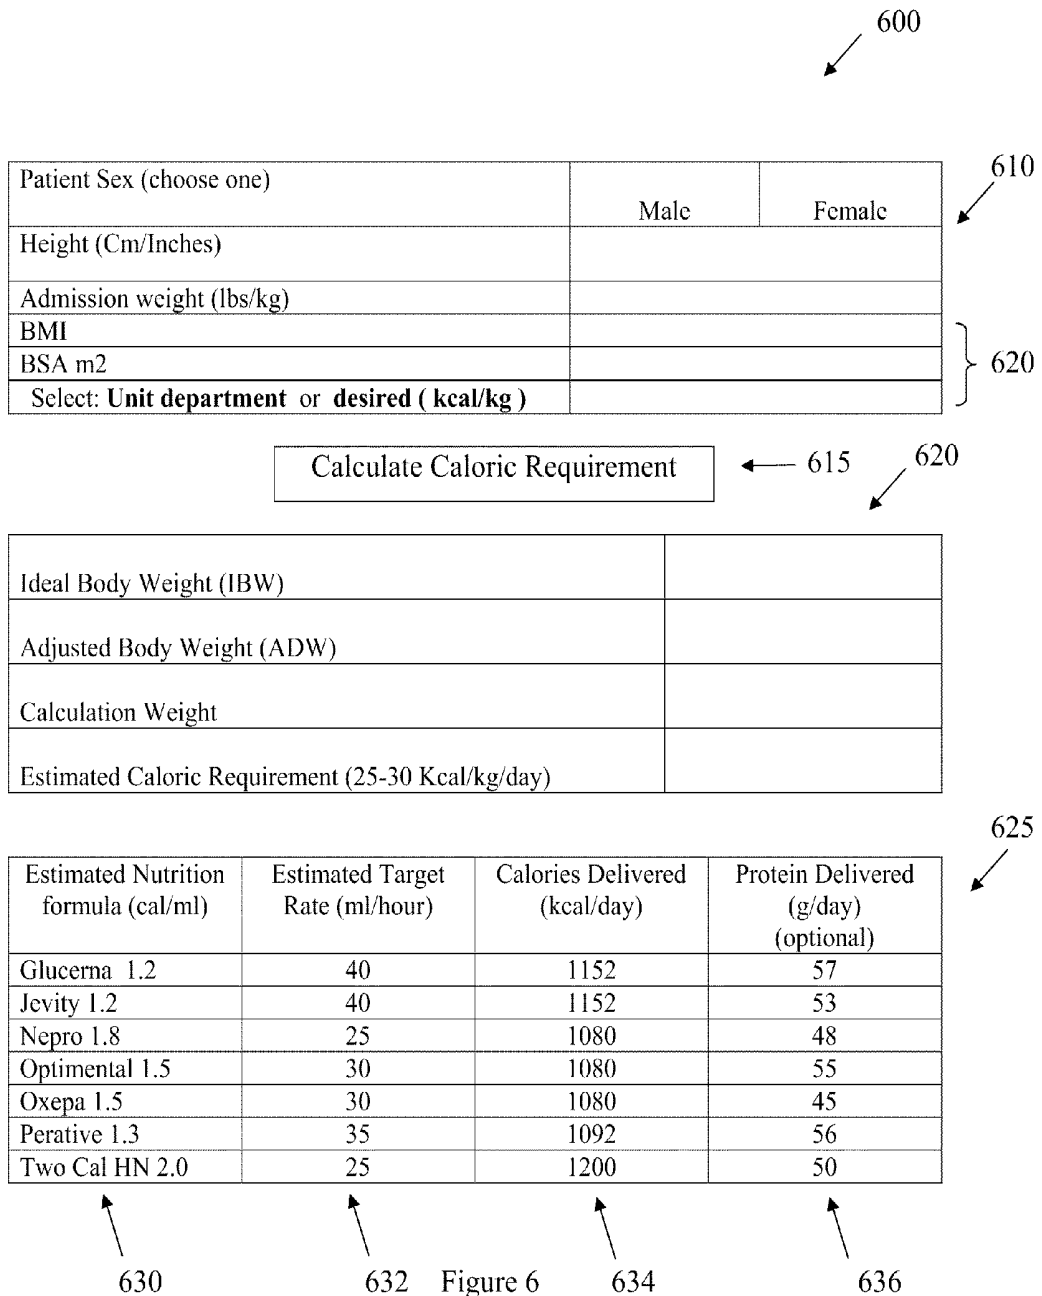 600
610
Patient Sex (choose one)
Male Female
Height (Cm/Inches)
Admission weight (lbs/kg)
BMI
BSA m2
620
Select: Unit department or desired ( kcal/kg )
Calculate Caloric Requirement
615
620
Ideal Body Weight (IBW)
Adjusted Body Weight (ADW)
Calculation Weight
Estimated Caloric Requirement (25-30 Kcal/kg/day)
625
Estimated Nutrition Estimated Target Calories Delivered Protein Delivered
formula (cal/ml) Rate (ml/hour) (kcal/day) (g/day)
(optional)
Glucerna 1.2 40 1152 57
Jevity 1.2 40 1152 53
Nepro 1.8 25 1080 48
Optimental 1.5 30 1080 55
Oxepa 1.5 30 1080 45
Perative 1.3 35 1092 56
Two Cal HN 2.0 25 1200 50
630 632 Figure 6 634 636